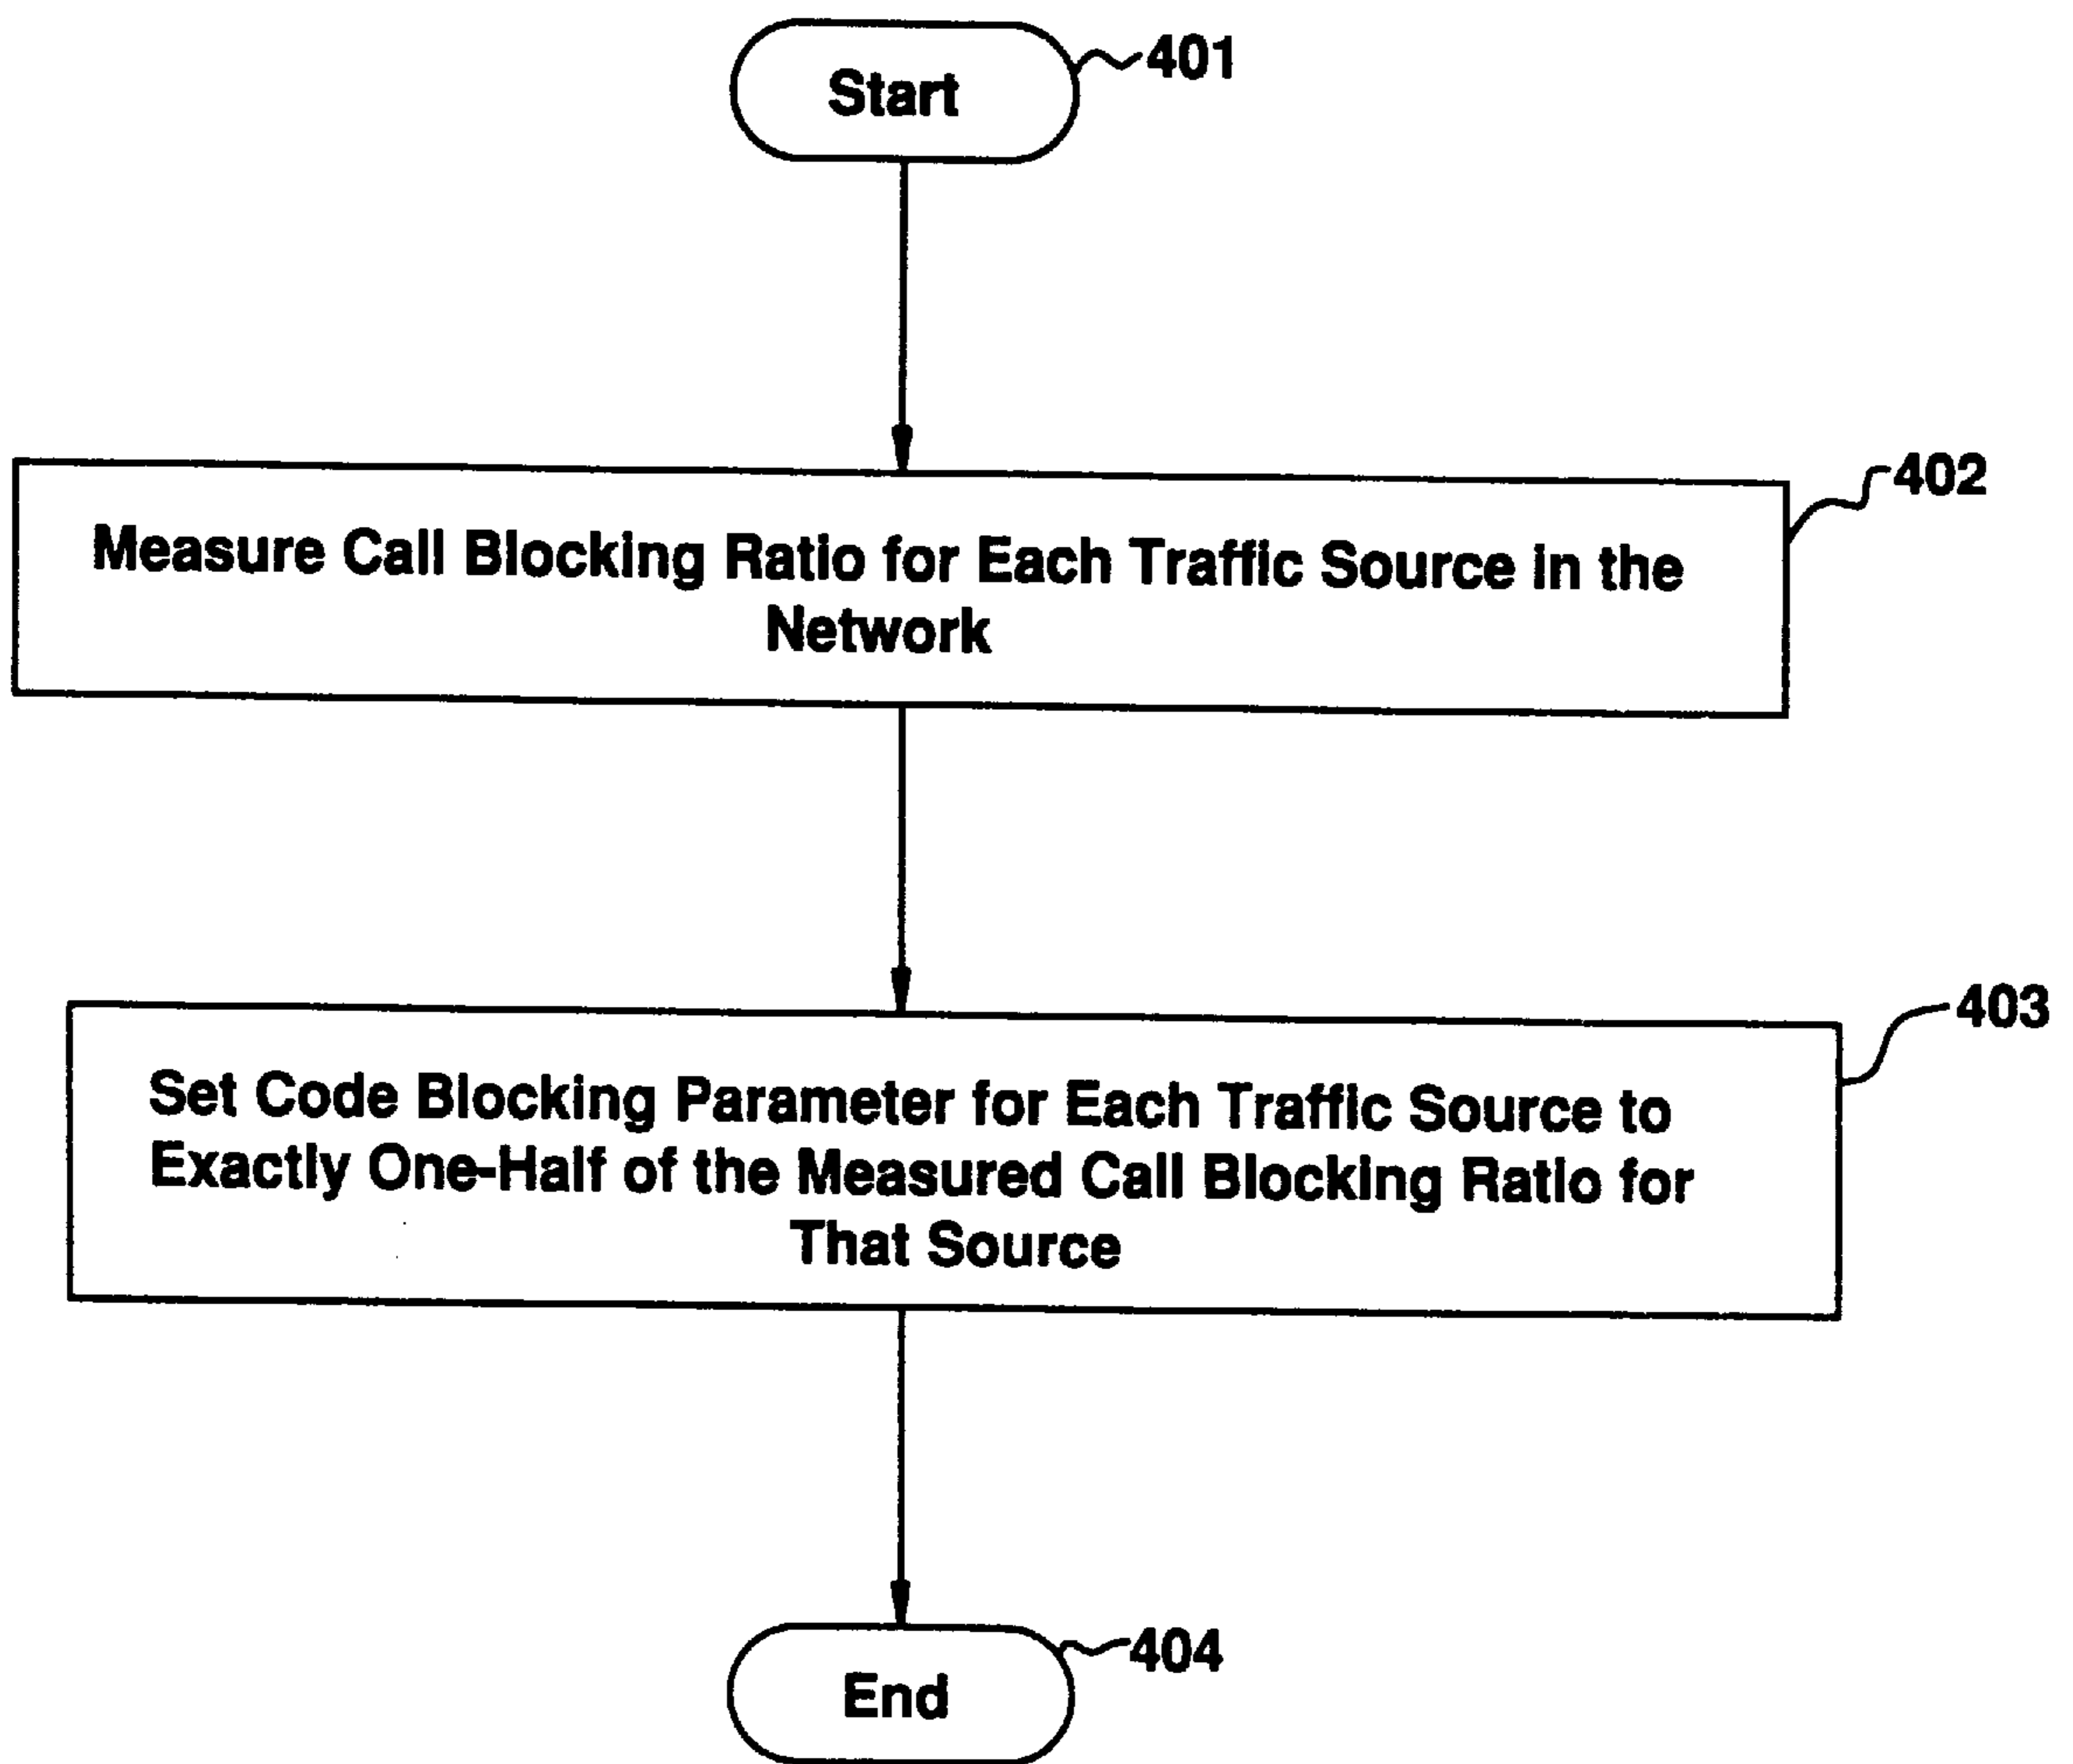 Start
401
402
Measure Call Blocking Ratio for Each Traffic Source in the
Network
403
Set Code Blocking Parameter for Each Traffic Source to
Exactly One-Half of the Measured Call Blocking Ratio for
That Source
404
End